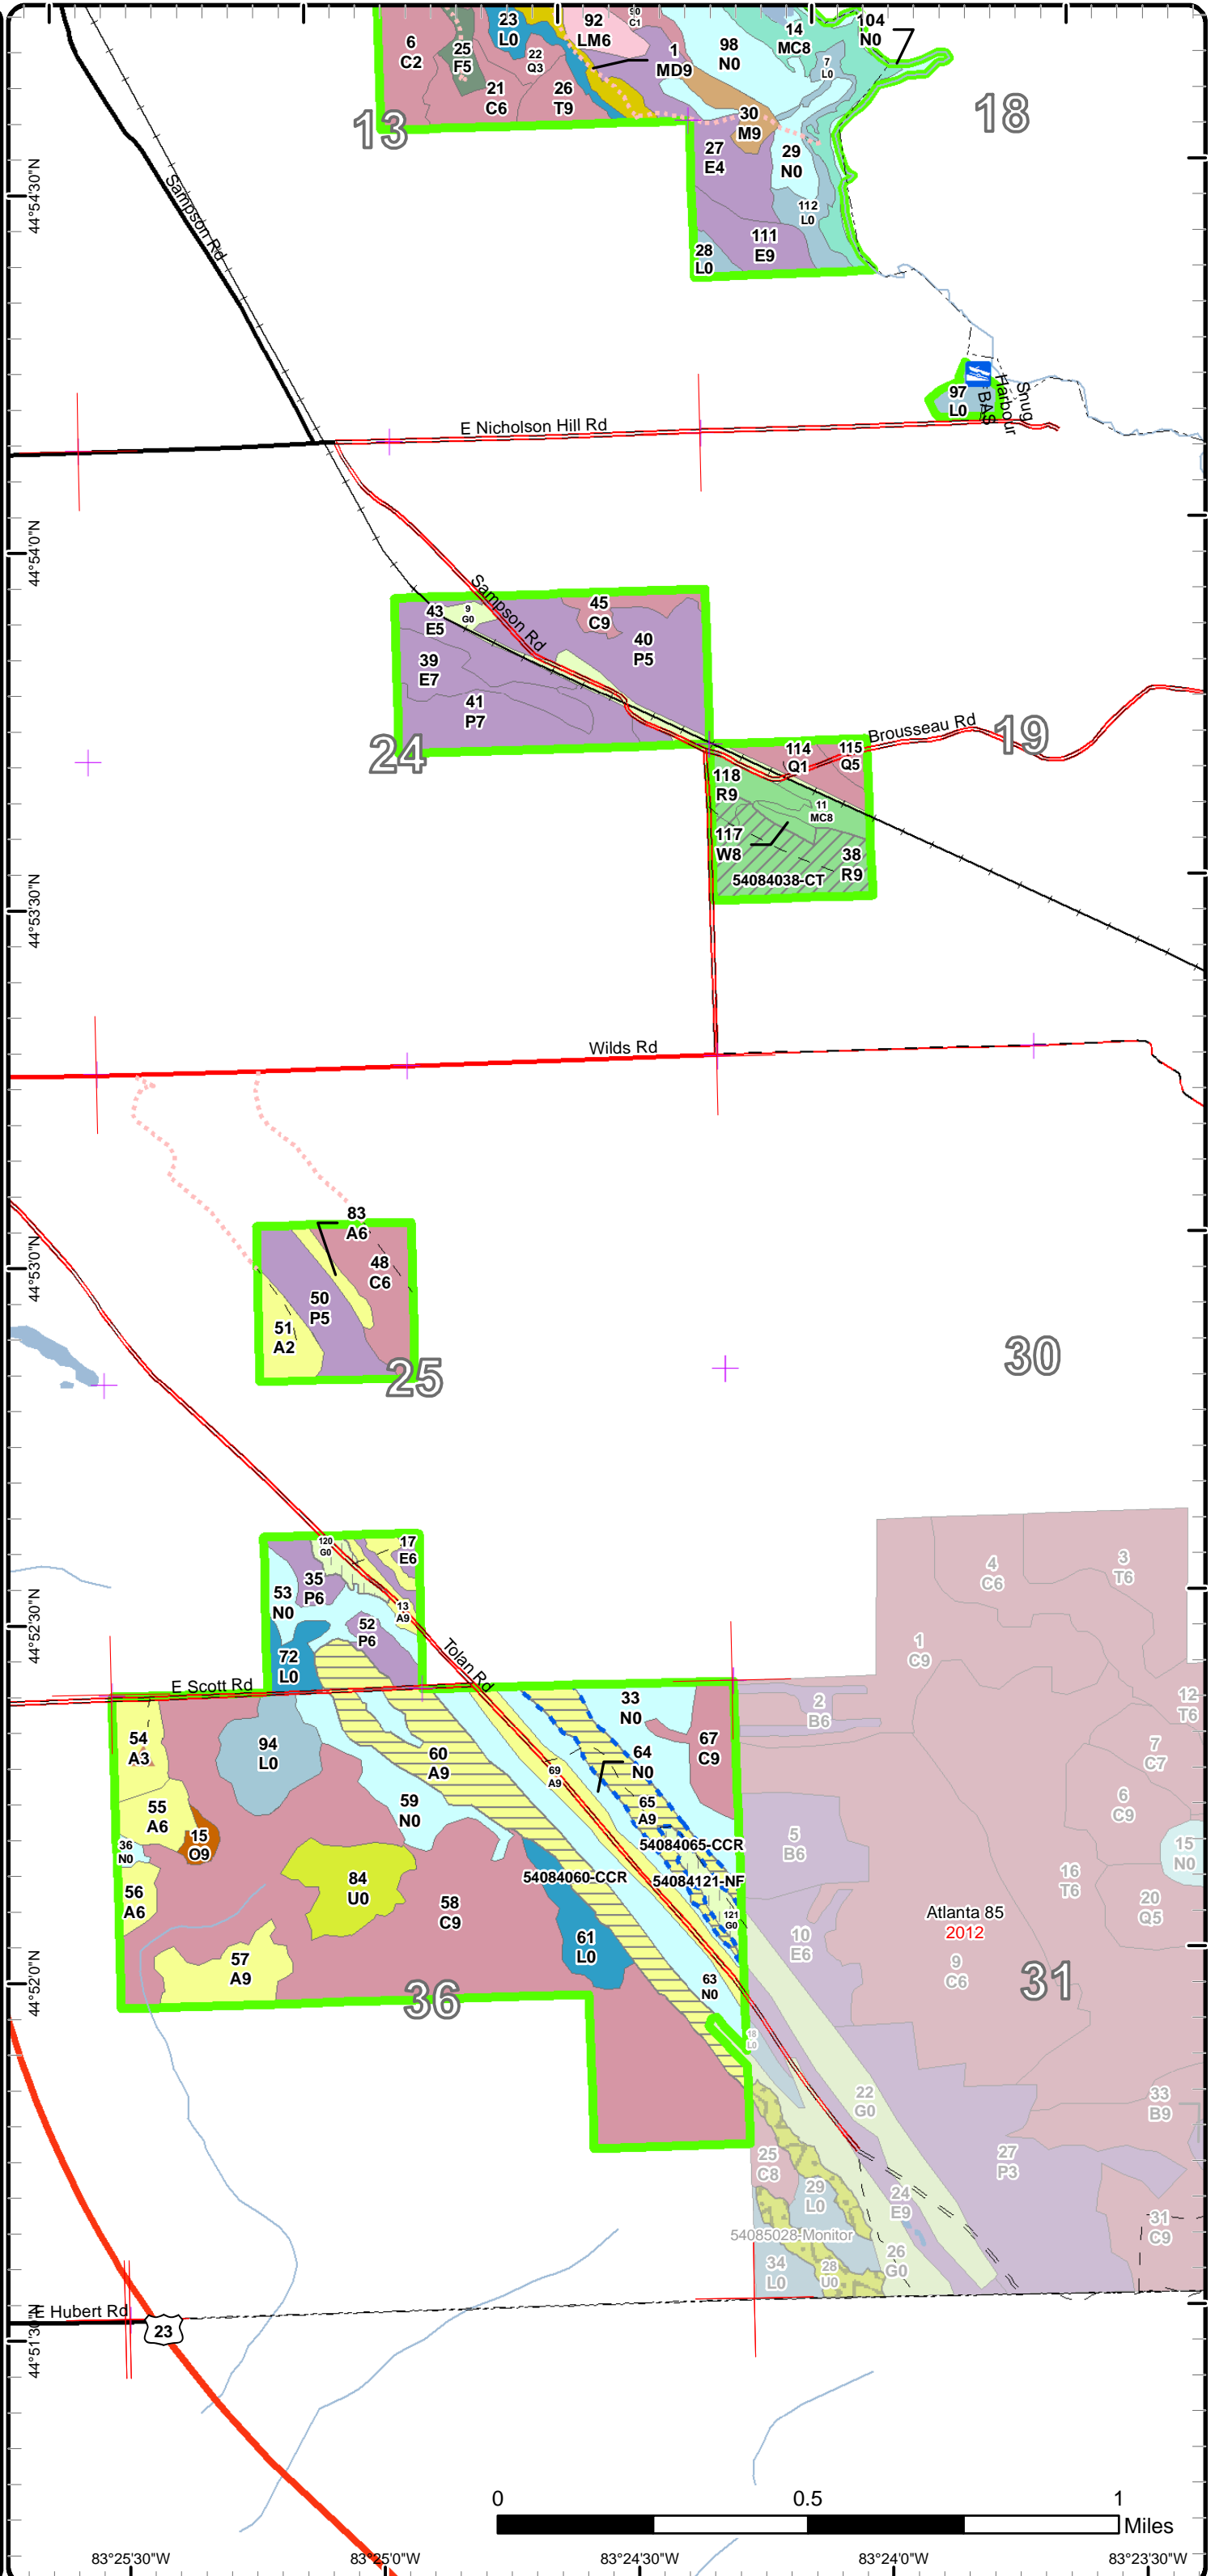 6
C2
25
F5
23
L0
22
Q3
21
C6
26
T9
92
LM6
90
C1
1
MD9
98
N0
14
MC8
7
L0
104
N0
13
18
30
M9
27
E4
29
N0
112
L0
111
E9
28
L0
44°54'30"N
Sampson Rd
97
L0
Snug
Harbour
BAS
E Nicholson Hill Rd
44°54'0"N
Sampson Rd
43
E5
9
G0
45
C9
40
P5
39
E7
41
P7
24
Brousseau Rd
19
114
Q1
115
Q5
118
R9
11
MC8
117
W8
38
R9
54084038-CT
44°53'30"N
Wilds Rd
83
A6
48
C6
50
P5
51
A2
44°53'0"N
25
30
120
G0
17
E6
35
P6
53
N0
13
A9
52
P6
72
L0
44°52'30"N
Tolan Rd
E Scott Rd
4
C6
3
T6
1
C9
2
B6
12
T6
7
C7
6
C9
5
B6
15
N0
16
T6
20
Q5
Atlanta 85
2012
10
E6
9
C6
31
33
N0
67
C9
64
N0
54
A3
94
L0
60
A9
69
A9
59
N0
65
A9
55
A6
15
O9
36
N0
54084065-CCR
54084060-CCR
54084121-NF
84
U0
56
A6
58
C9
121
G0
61
L0
57
A9
63
N0
36
44°52'0"N
18
L0
22
G0
33
B9
27
P3
25
C8
29
L0
24
E9
31
C9
54085028-Monitor
26
G0
34
L0
28
U0
E Hubert Rd
23
44°51'30"N
0
0.5
1
Miles
83°25'30"W
83°25'0"W
83°24'30"W
83°24'0"W
83°23'30"W